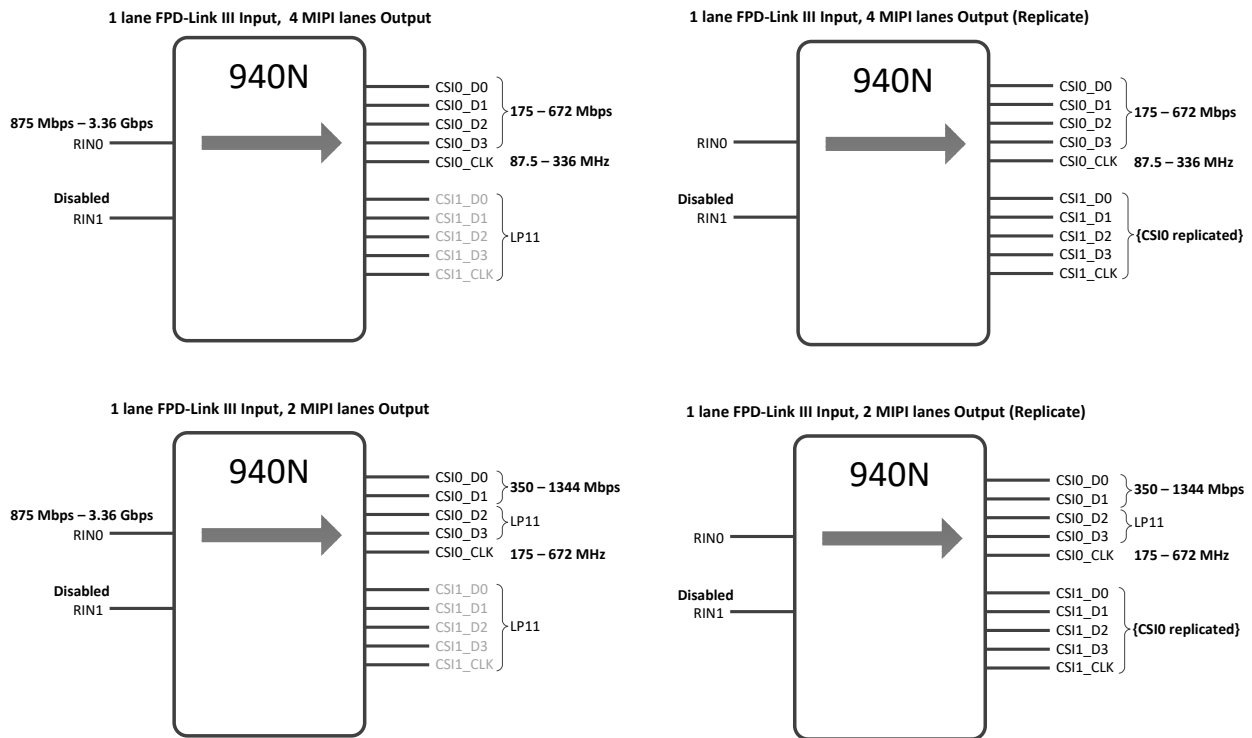 1 lane FPD-Link III Input,  4 MIPI lanes Output
940N
875 Mbps – 3.36 Gbps
RIN0
Disabled
RIN1
CSI0_D0
CSI0_D1
CSI0_D2
CSI0_D3
CSI0_CLK
175 – 672 Mbps
87.5 – 336 MHz
CSI1_D0
CSI1_D1
CSI1_D2
CSI1_D3
CSI1_CLK
LP11
1 lane FPD-Link III Input, 4 MIPI lanes Output (Replicate)
940N
RIN0
Disabled
RIN1
CSI0_D0
CSI0_D1
CSI0_D2
CSI0_D3
CSI0_CLK
175 – 672 Mbps
87.5 – 336 MHz
CSI1_D0
CSI1_D1
CSI1_D2
CSI1_D3
CSI1_CLK
{CSI0 replicated}
1 lane FPD-Link III Input, 2 MIPI lanes Output
940N
875 Mbps – 3.36 Gbps
RIN0
Disabled
RIN1
CSI0_D0
CSI0_D1
CSI0_D2
CSI0_D3
CSI0_CLK
350 – 1344 Mbps
LP11
175 – 672 MHz
CSI1_D0
CSI1_D1
CSI1_D2
CSI1_D3
CSI1_CLK
LP11
1 lane FPD-Link III Input, 2 MIPI lanes Output (Replicate)
940N
RIN0
Disabled
RIN1
CSI0_D0
CSI0_D1
CSI0_D2
CSI0_D3
CSI0_CLK
350 – 1344 Mbps
LP11
175 – 672 MHz
CSI1_D0
CSI1_D1
CSI1_D2
CSI1_D3
CSI1_CLK
{CSI0 replicated}